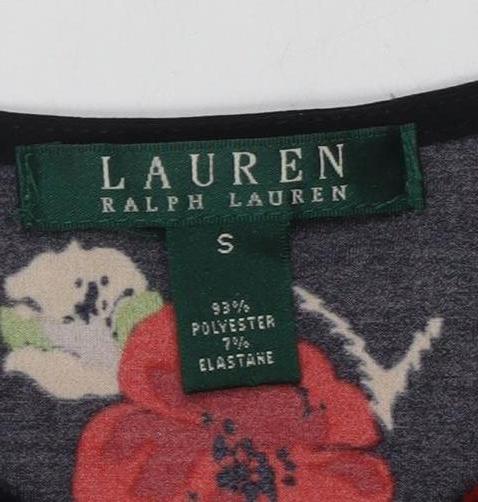 LAUREN
RALPH LAUREN
S
93%
POLYESTER
7%
ELASTANE